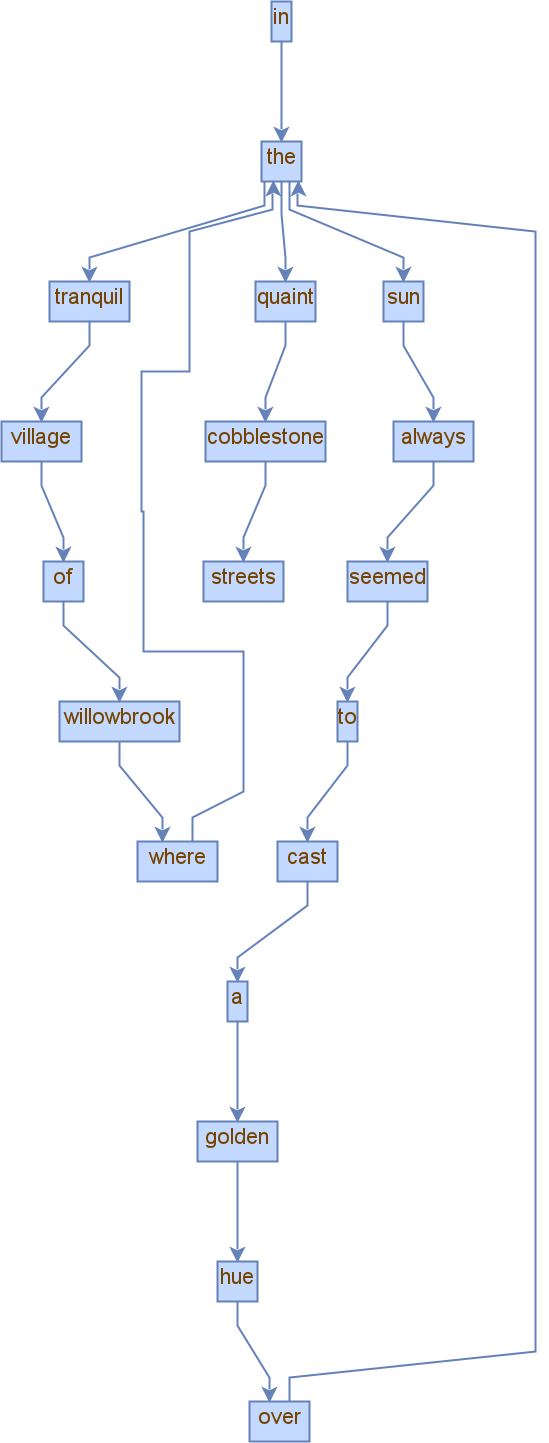 in
the
tranquil
quaint
sun
village
cobblestone
always
of
streets
seemed
willowbrook
to
where
cast
a
golden
hue
over